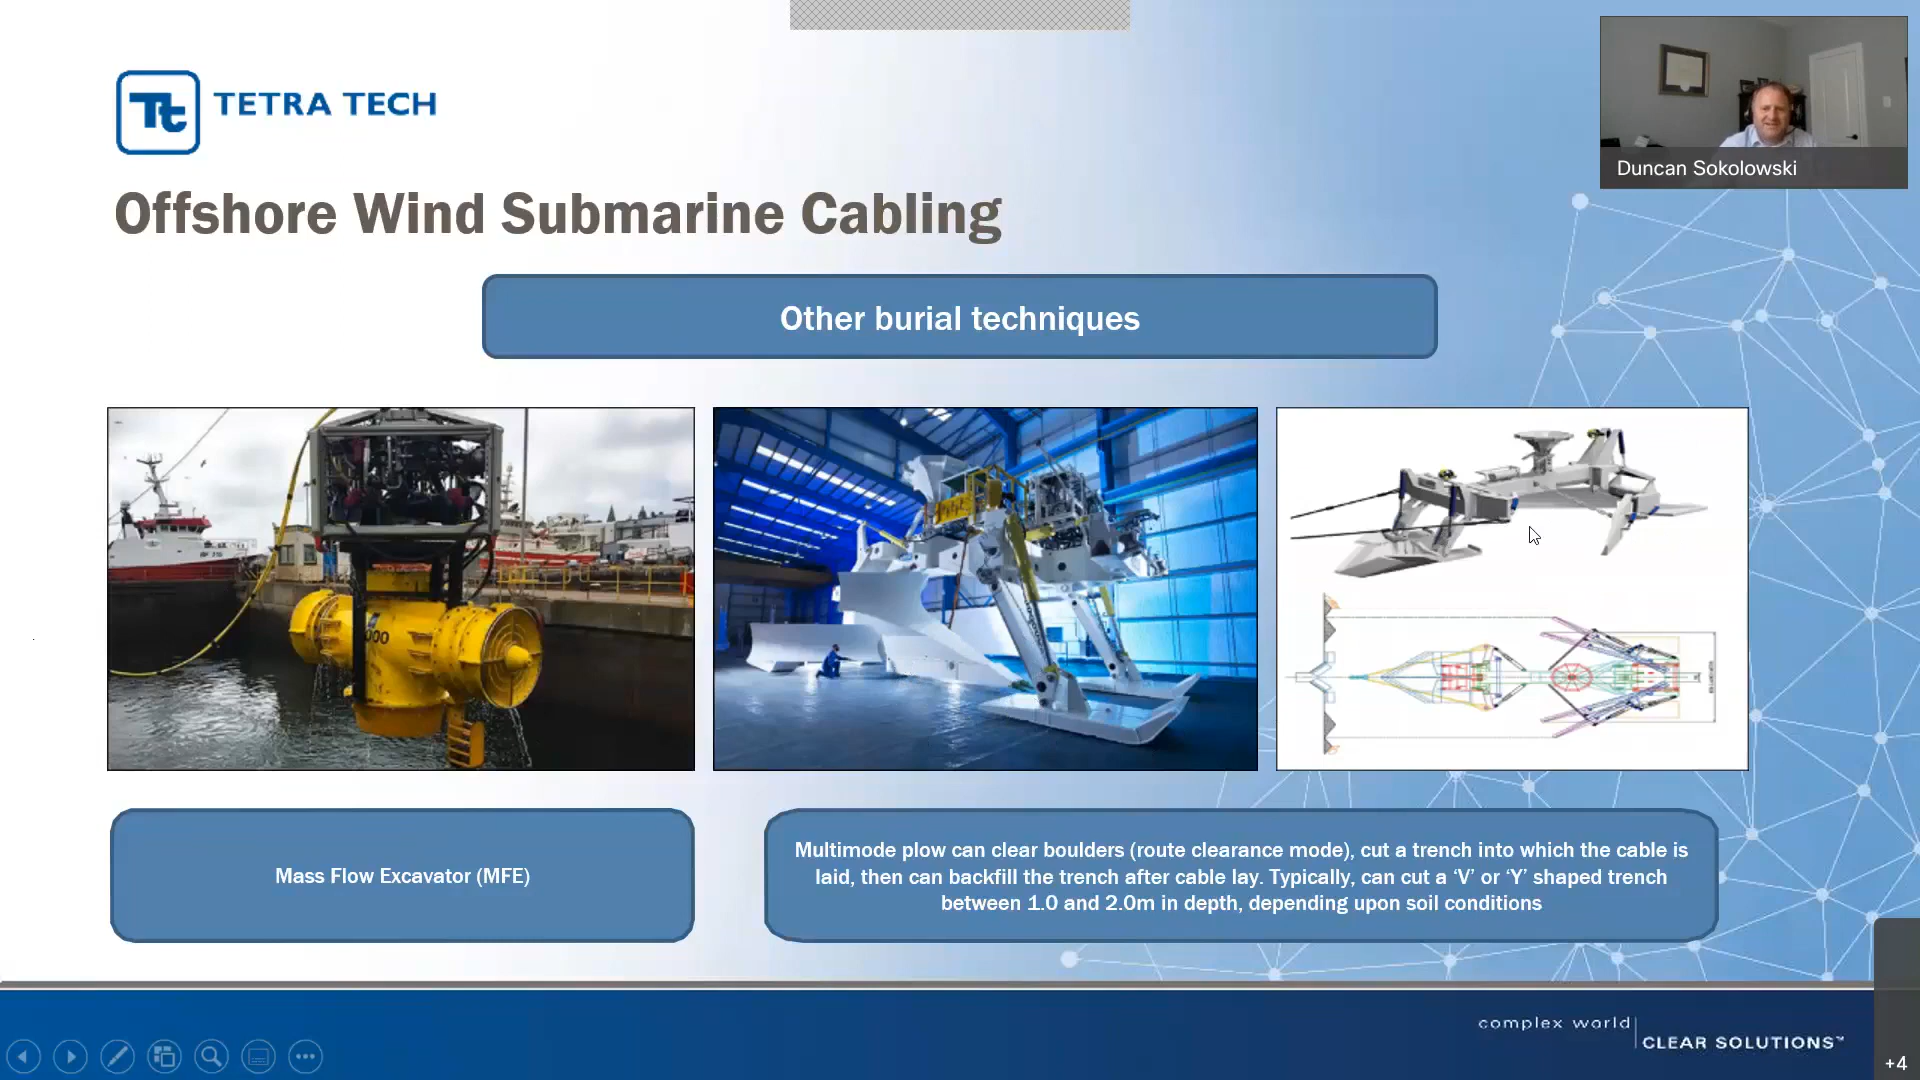 Tt TETRA TECH
Duncan Sokolowski
Offshore Wind Submarine Cabling
Other burial techniques
000
Mass Flow Excavator (MFE)
Multimode plow can clear boulders (route clearance mode), cut a trench into which the cable is
laid, then can backfill the trench after cable lay. Typically, can cut a ‘V’ or ‘Y’ shaped trench
between 1.0 and 2.0m in depth, depending upon soil conditions
complex world
CLEAR SOLUTIONS™
+4